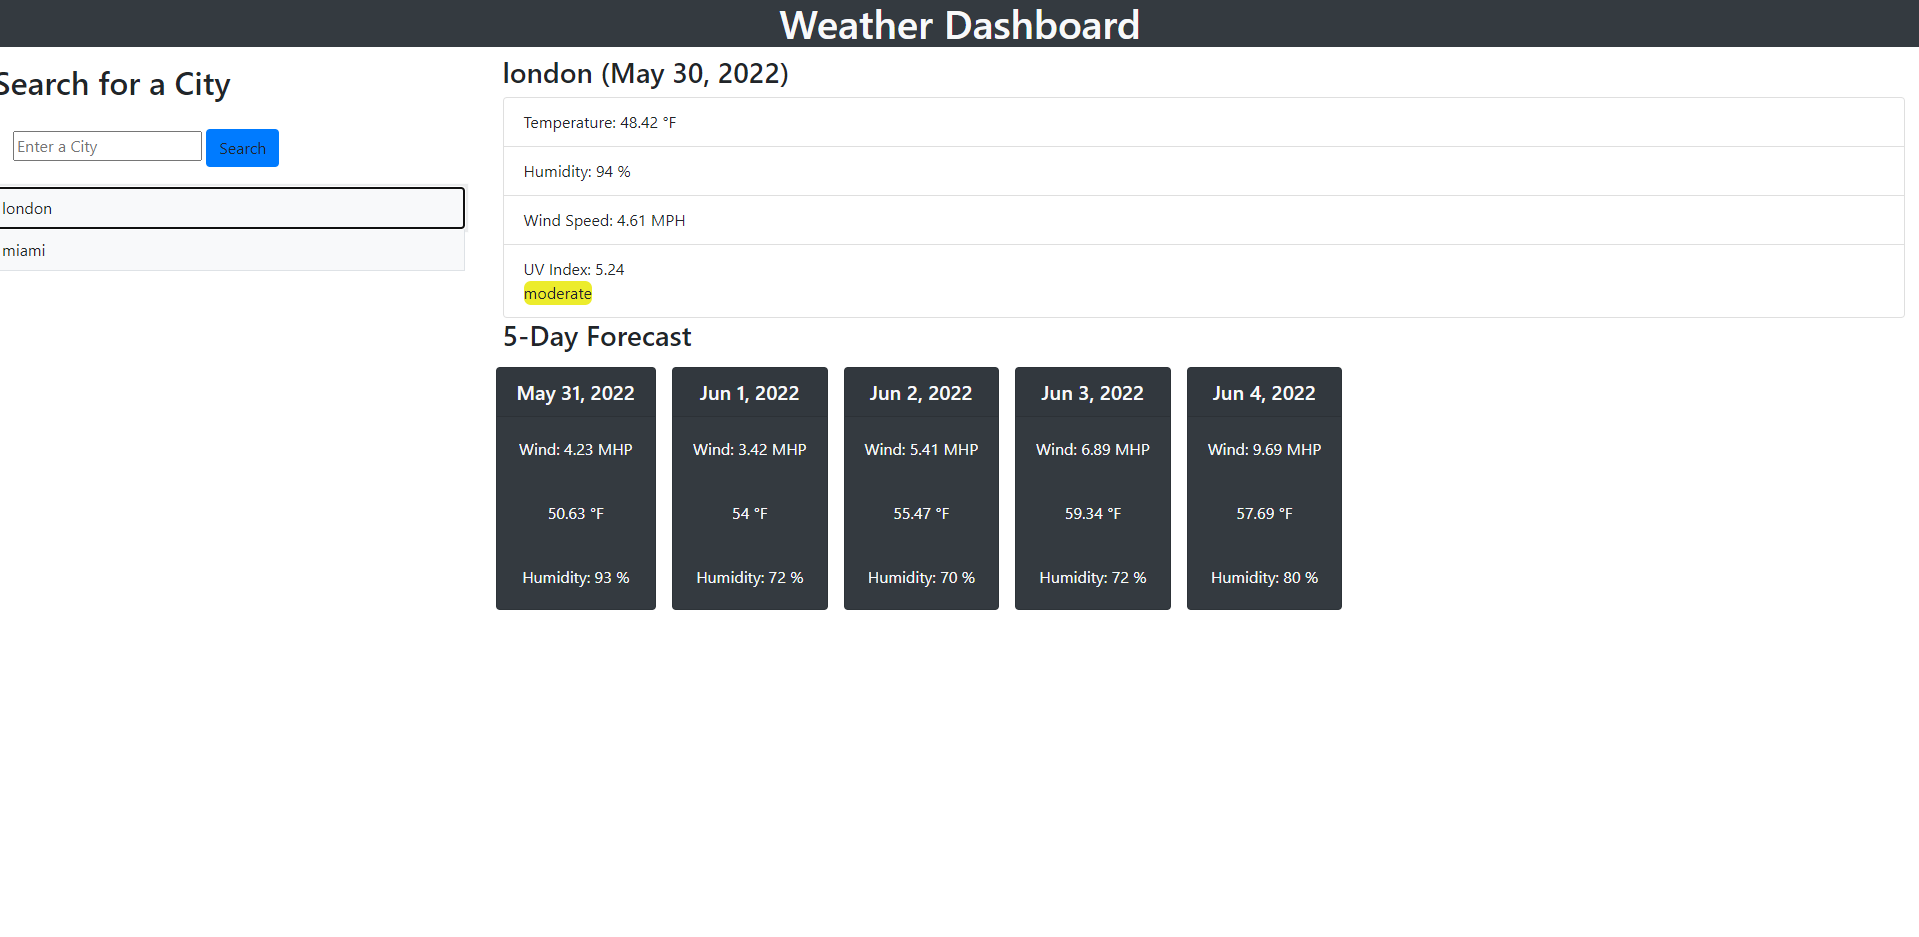 Weather Dashboard
Search for a City
Enter a City
Search
london
miami
london (May 30, 2022)
Temperature: 48.42 °F
Humidity: 94 %
Wind Speed: 4.61 MPH
UV Index: 5.24
moderate
5-Day Forecast
May 31, 2022
Wind: 4.23 MHP
50.63 °F
Humidity: 93 %
Jun 1, 2022
Wind: 3.42 MHP
54 °F
Humidity: 72 %
Jun 2, 2022
Wind: 5.41 MHP
55.47 °F
Humidity: 70 %
Jun 3, 2022
Wind: 6.89 MHP
59.34 °F
Humidity: 72 %
Jun 4, 2022
Wind: 9.69 MHP
57.69 °F
Humidity: 80 %